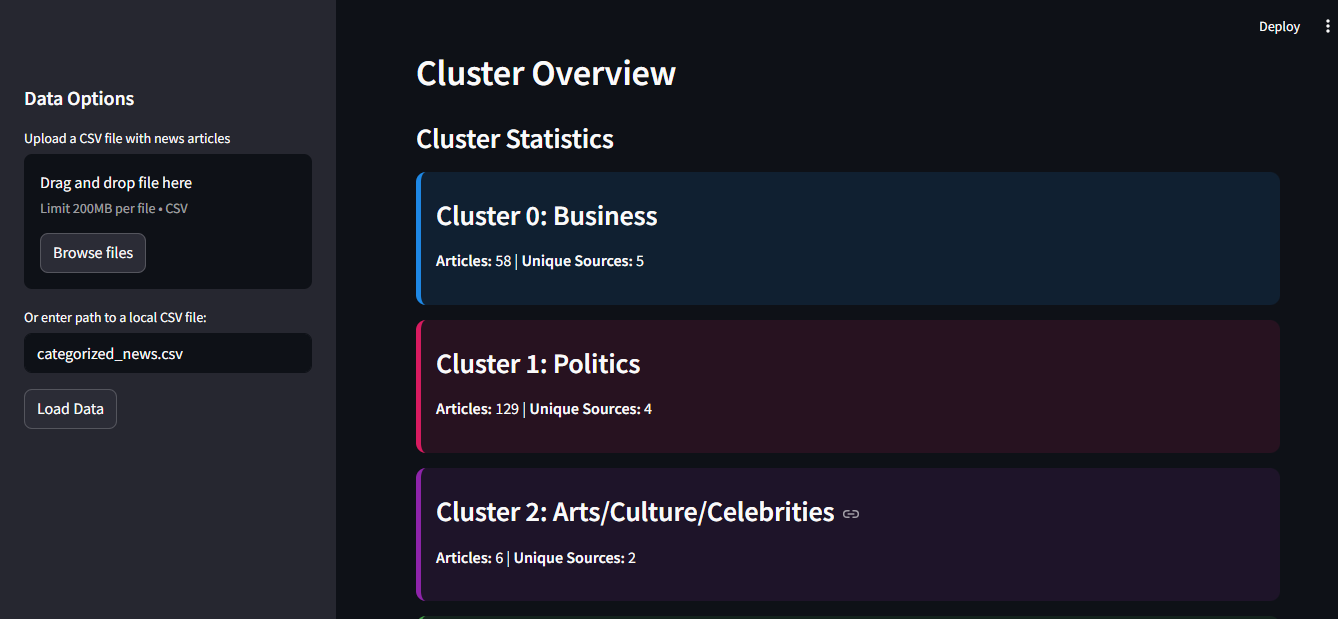 Deploy
Data Options
Upload a CSV file with news articles
Drag and drop file here
Limit 200MB per file • CSV
Browse files
Or enter path to a local CSV file:
categorized_news.csv
Load Data
Cluster Overview
Cluster Statistics
Cluster 0: Business
Articles: 58 | Unique Sources: 5
Cluster 1: Politics
Articles: 129 | Unique Sources: 4
Cluster 2: Arts/Culture/Celebrities
Articles: 6 | Unique Sources: 2